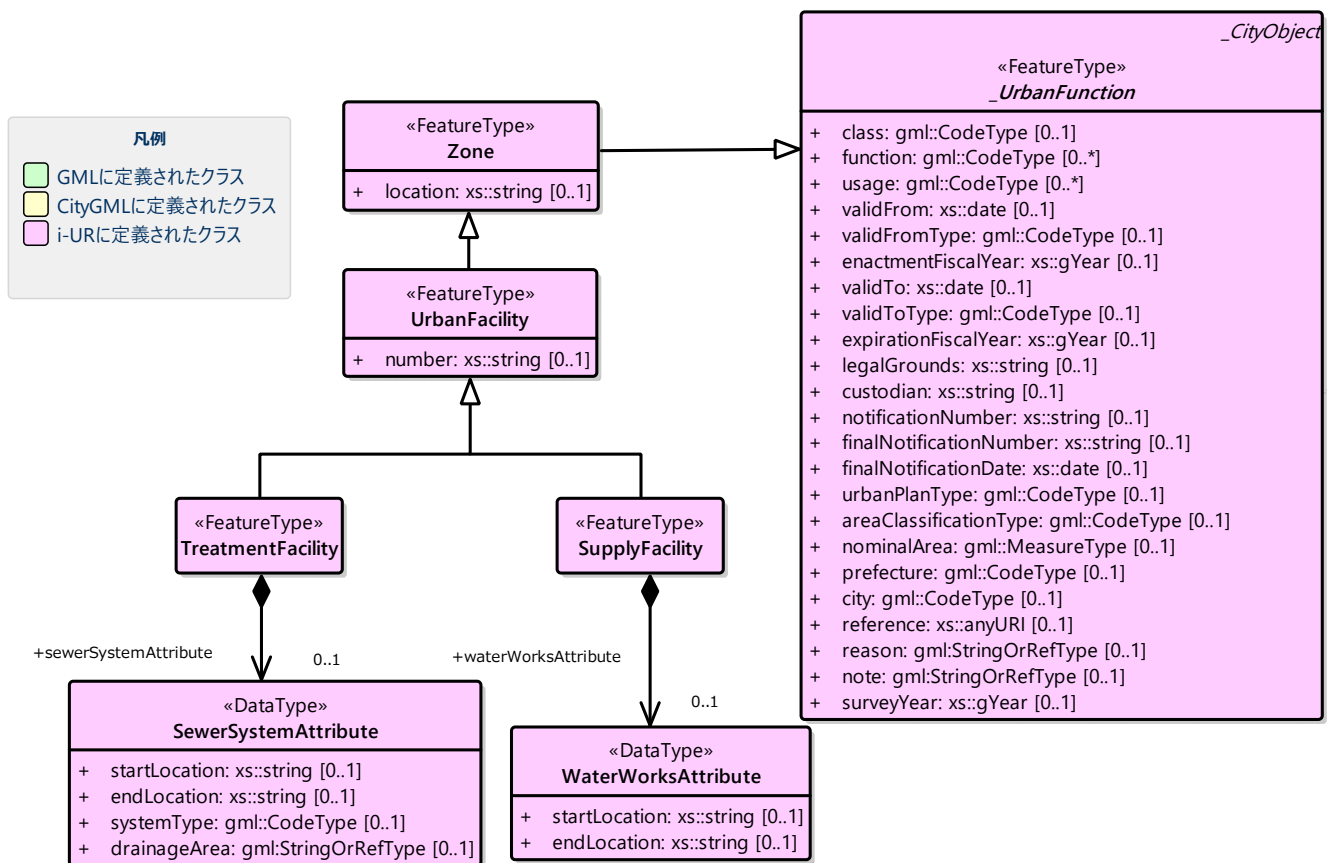 凡例
GMLに定義されたクラス
CityGMLに定義されたクラス
i-URに定義されたクラス
«FeatureType»
Zone
+ location: xs::string [0..1]
«FeatureType»
UrbanFacility
+ number: xs::string [0..1]
«FeatureType»
TreatmentFacility
«FeatureType»
SupplyFacility
+sewerSystemAttribute
0..1
+waterWorksAttribute
0..1
«DataType»
SewerSystemAttribute
+ startLocation: xs::string [0..1]
+ endLocation: xs::string [0..1]
+ systemType: gml::CodeType [0..1]
+ drainageArea: gml:StringOrRefType [0..1]
«DataType»
WaterWorksAttribute
+ startLocation: xs::string [0..1]
+ endLocation: xs::string [0..1]
_CityObject
«FeatureType»
_UrbanFunction
+ class: gml::CodeType [0..1]
+ function: gml::CodeType [0..*]
+ usage: gml::CodeType [0..*]
+ validFrom: xs::date [0..1]
+ validFromType: gml::CodeType [0..1]
+ enactmentFiscalYear: xs::gYear [0..1]
+ validTo: xs::date [0..1]
+ validToType: gml::CodeType [0..1]
+ expirationFiscalYear: xs::gYear [0..1]
+ legalGrounds: xs::string [0..1]
+ custodian: xs::string [0..1]
+ notificationNumber: xs::string [0..1]
+ finalNotificationNumber: xs::string [0..1]
+ finalNotificationDate: xs::date [0..1]
+ urbanPlanType: gml::CodeType [0..1]
+ areaClassificationType: gml::CodeType [0..1]
+ nominalArea: gml::MeasureType [0..1]
+ prefecture: gml::CodeType [0..1]
+ city: gml::CodeType [0..1]
+ reference: xs::anyURI [0..1]
+ reason: gml:StringOrRefType [0..1]
+ note: gml:StringOrRefType [0..1]
+ surveyYear: xs::gYear [0..1]